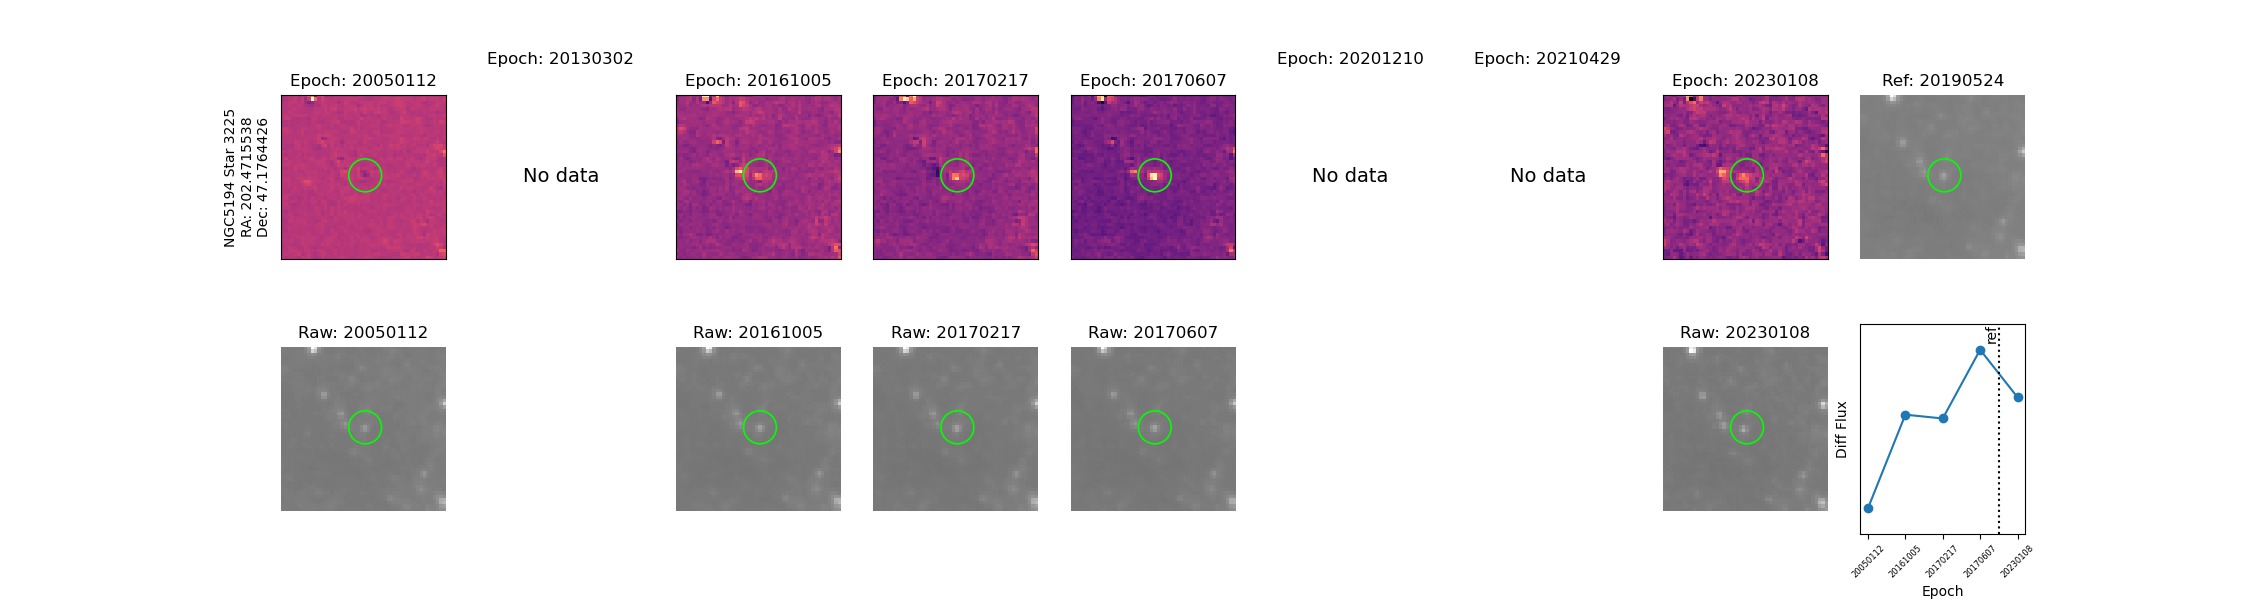 NGC5194 Star 3225
RA: 202.4715538
Dec: 47.1764426
Epoch: 20050112
Epoch: 20130302
No data
Epoch: 20161005
Epoch: 20170217
Epoch: 20170607
Epoch: 20201210
No data
Epoch: 20210429
No data
Epoch: 20230108
Ref: 20190524
Raw: 20050112
Raw: 20161005
Raw: 20170217
Raw: 20170607
Raw: 20230108
Diff Flux
ref
20050112
20161005
20170217
20170607
20230108
Epoch